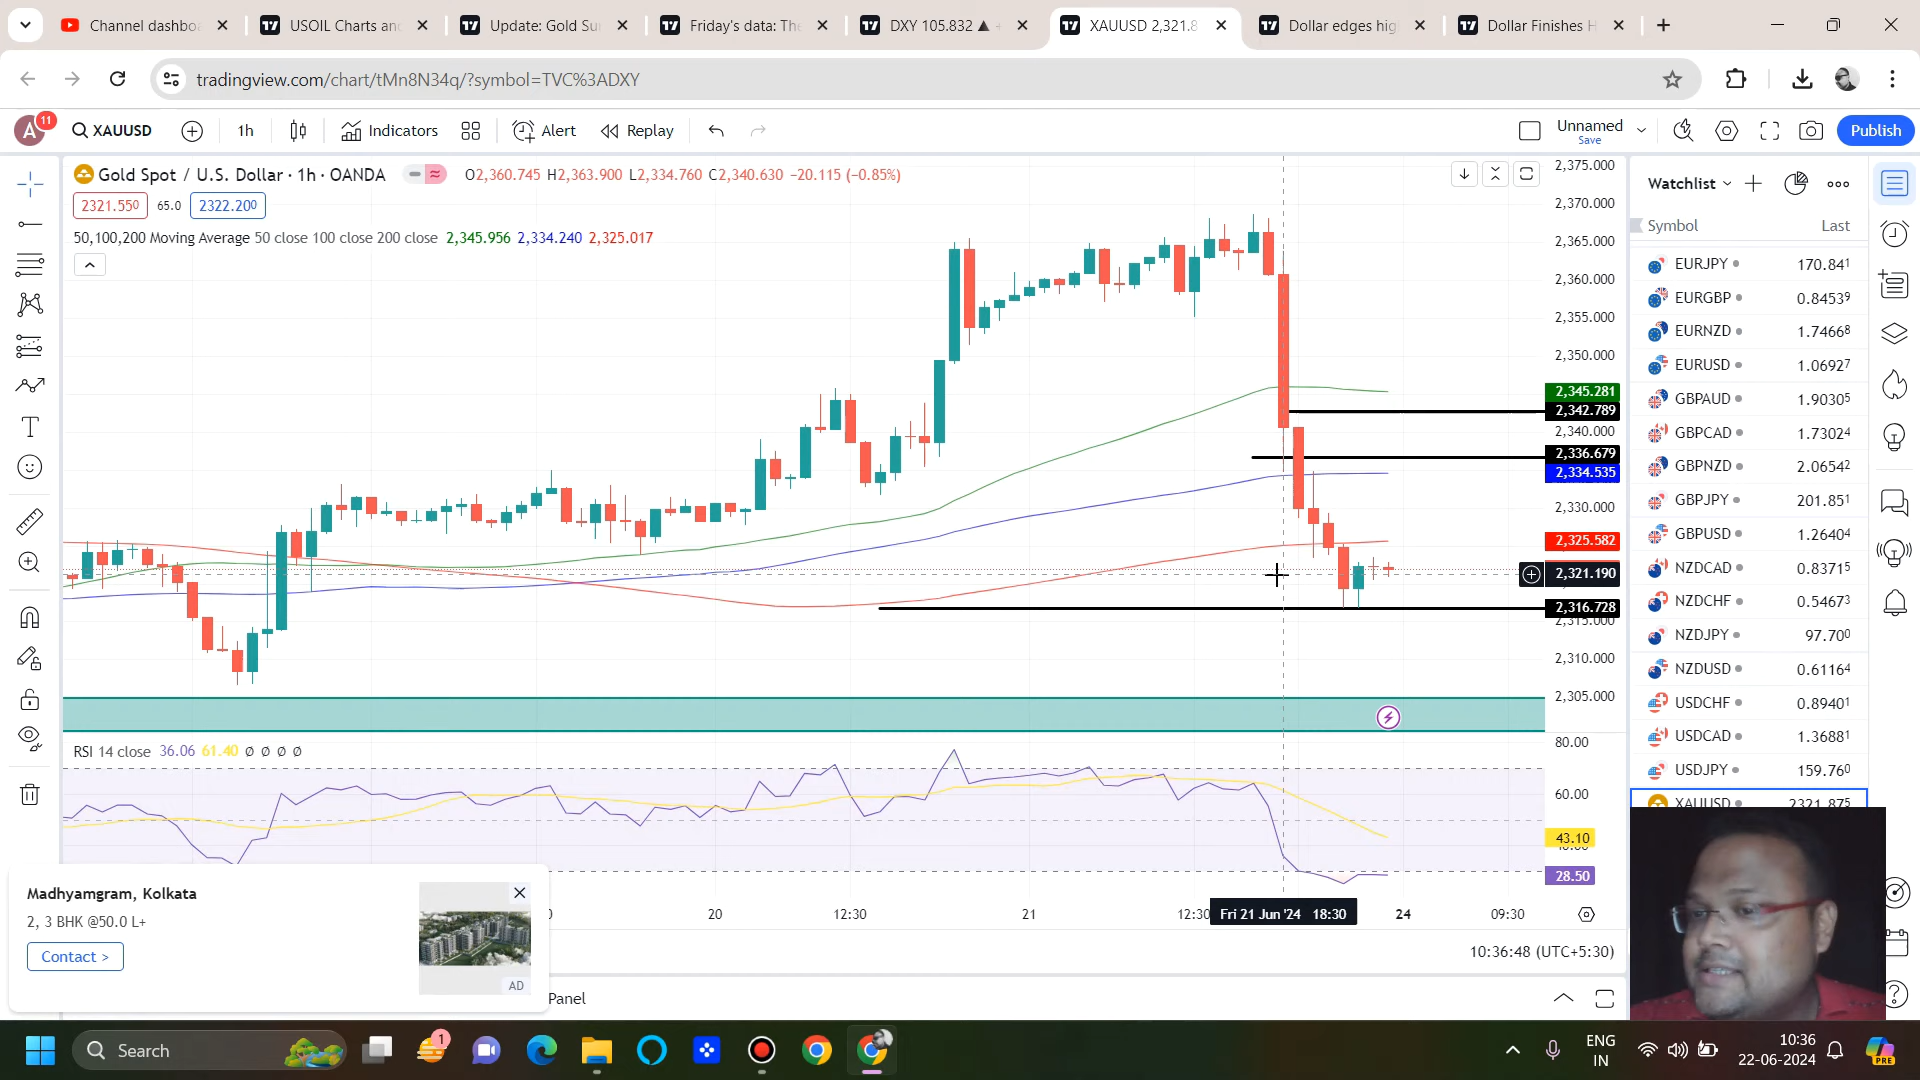 Channel dashboa
USOIL Charts and
Update: Gold Su
Friday's data: The
DXY 105.832 ▲ +
XAUUSD 2,321.8
Dollar edges hig
Dollar Finishes H
tradingview.com/chart/tMn8N34q/?symbol=TVC%3ADXY
A 11 XAUUSD 1h Indicators Alert Replay Unnamed Save Publish
Gold Spot / U.S. Dollar · 1h · OANDA O2,360.745 H2,363.900 L2,334.760 C2,340.630 −20.115 (−0.85%)
2321.550 65.0 2322.200
50,100,200 Moving Average 50 close 100 close 200 close 2,345.956 2,334.240 2,325.017
2,375.000
2,370.000
2,365.000
2,360.000
2,355.000
2,350.000
2,345.281
2,342.789
2,340.000
2,336.679
2,334.535
2,330.000
2,325.582
2,321.190
2,316.728
2,315.000
2,310.000
2,305.000
RSI 14 close 36.06 61.40 Ø Ø Ø Ø
80.00
60.00
43.10
28.50
20 12:30 21 12:30 Fri 21 Jun '24 18:30 24 09:30
10:36:48 (UTC+5:30)
Panel
Madhyamgram, Kolkata
2, 3 BHK @50.0 L+
Contact >
AD
Watchlist
Symbol Last
EURJPY 170.841
EURGBP 0.84539
EURNZD 1.74668
EURUSD 1.06927
GBPAUD 1.90305
GBPCAD 1.73024
GBPNZD 2.06542
GBPJPY 201.851
GBPUSD 1.26404
NZDCAD 0.83715
NZDCHF 0.54673
NZDJPY 97.700
NZDUSD 0.61164
USDCHF 0.89401
USDCAD 1.36881
USDJPY 159.760
XAUUSD 2321.875
Search
1
ENG
IN
10:36
22-06-2024
PRE